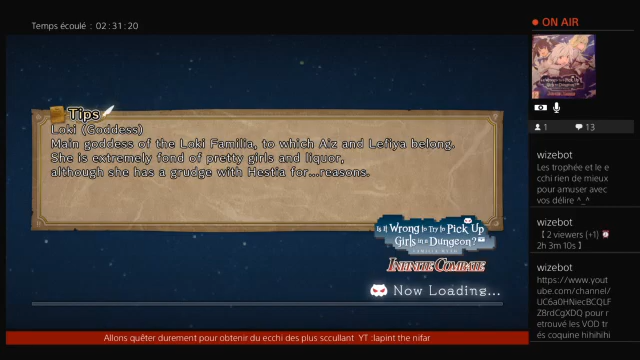 Temps écoulé : 02:31:20
ON AIR
Tips
Loki (Goddess)
Main goddess of the Loki Familia, to which Aiz and Lefiya belong.
She is extremely fond of pretty girls and liquor,
although she has a grudge with Hestia for...reasons.
Is It Wrong to Try to Pick Up
Girls in a Dungeon?
INFINITE COMBATE
Now Loading...
1
13
wizebot
Les trophée et le e
cchi rien de mieux
pour amuser avec
vos délire ^_^
wizebot
【 2 viewers (+1) ⏰
2h 3m 10s 】
wizebot
https://www.yout
ube.com/channel/
UC6a0HNiecBCQLF
ZBrdCgXDQ pour r
etrouvé les VOD tr
és coquine hihihihi
Allons quêter durement pour obtenir du ecchi des plus sccullant YT :lapint the nifar